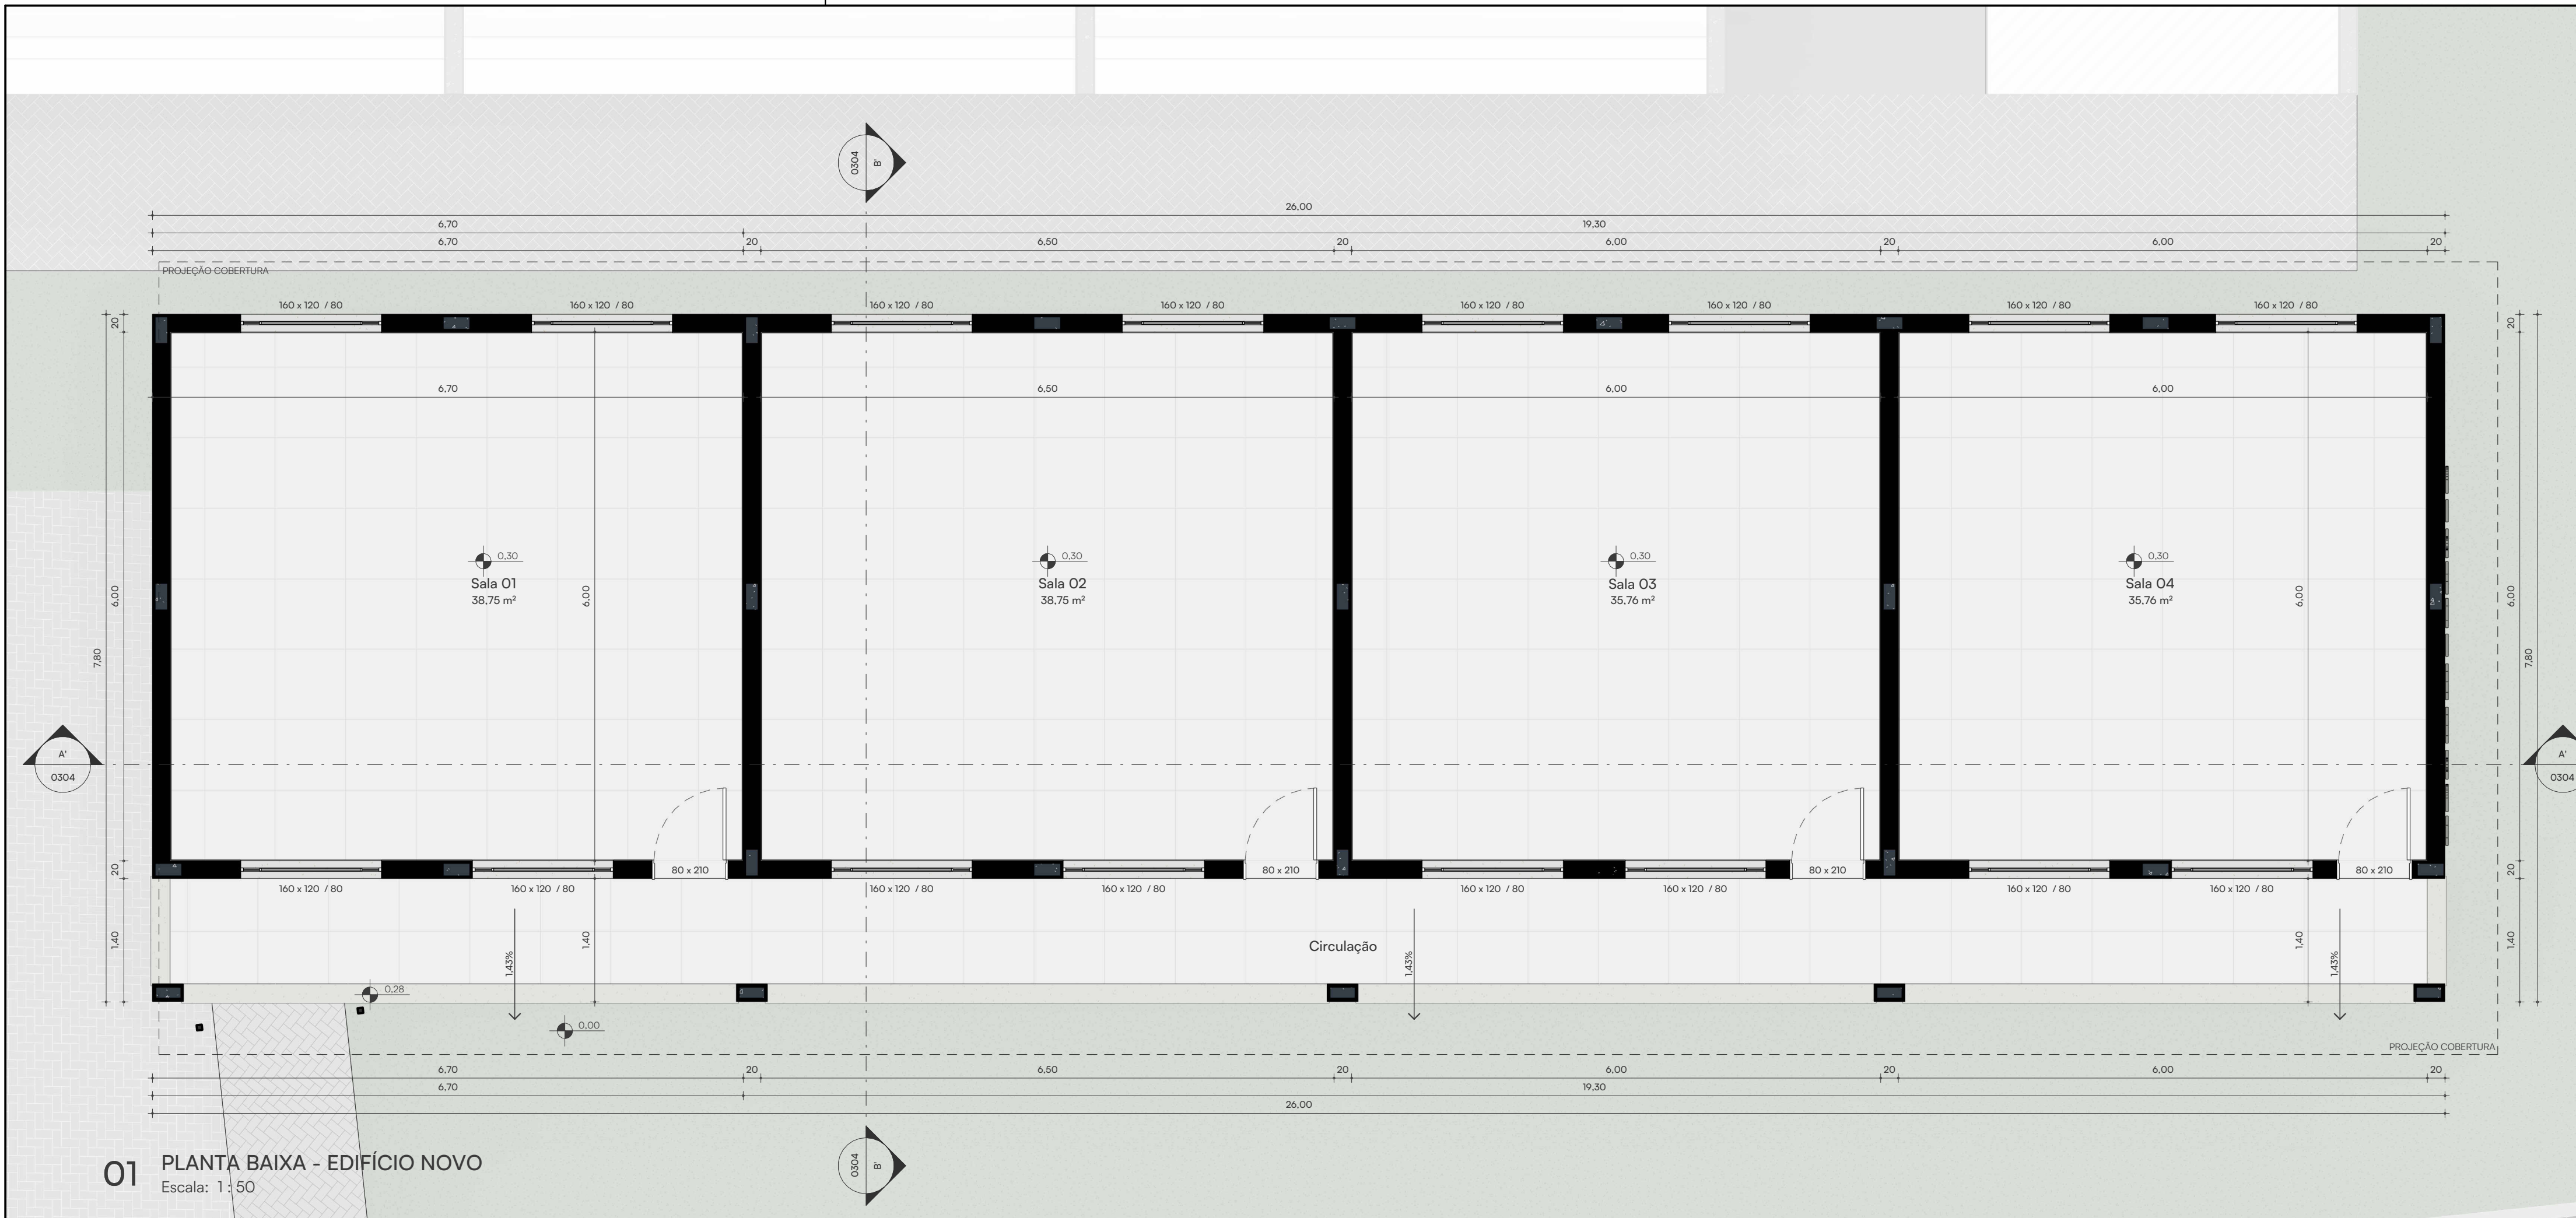 0304
B'
26,00
6,70
19,30
6,70
20
6,50
20
6,00
20
6,00
20
PROJEÇÃO COBERTURA
160 x 120 / 80
160 x 120 / 80
160 x 120 / 80
160 x 120 / 80
160 x 120 / 80
160 x 120 / 80
160 x 120 / 80
160 x 120 / 80
20
20
6,70
6,50
6,00
6,00
0,30
0,30
0,30
0,30
Sala 01
Sala 02
Sala 03
Sala 04
38,75 m²
38,75 m²
35,76 m²
35,76 m²
6,00
6,00
6,00
6,00
7,80
7,80
A'
0304
A'
0304
20
80 x 210
80 x 210
80 x 210
80 x 210
20
160 x 120 / 80
160 x 120 / 80
160 x 120 / 80
160 x 120 / 80
160 x 120 / 80
160 x 120 / 80
160 x 120 / 80
160 x 120 / 80
1,40
1,40
Circulação
1,40
1,40
1,43%
1,43%
1,43%
0,28
0,00
PROJEÇÃO COBERTURA
6,70
20
6,50
20
6,00
20
6,00
20
6,70
19,30
26,00
0304
B'
01
PLANTA BAIXA - EDIFÍCIO NOVO
Escala: 1 : 50